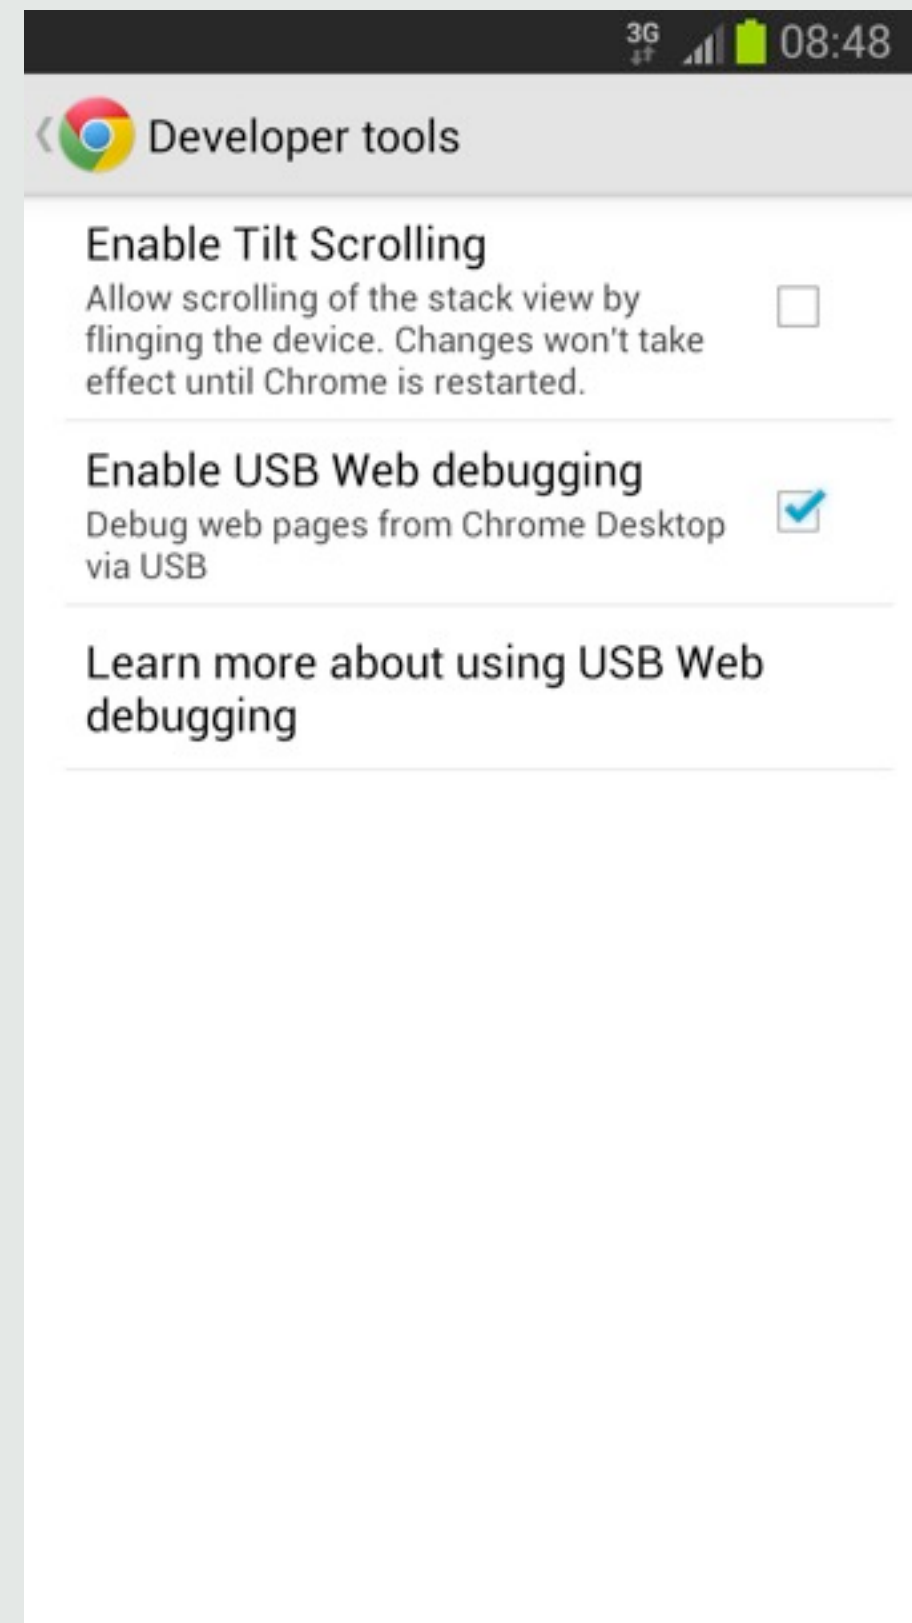 3G 08:48
Developer tools
Enable Tilt Scrolling
Allow scrolling of the stack view by
flinging the device. Changes won't take
effect until Chrome is restarted.
Enable USB Web debugging
Debug web pages from Chrome Desktop
via USB
Learn more about using USB Web
debugging